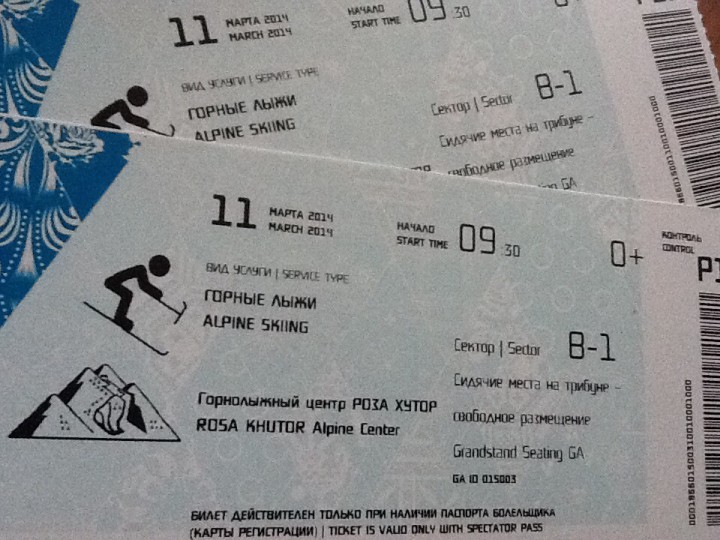 11 МАРТА 2014
MARCH 2014
НАЧАЛО
START TIME 09:30
ВИД УСЛУГИ | SERVICE TYPE
ГОРНЫЕ ЛЫЖИ
ALPINE SKIING
Сектор | Sector B-1
Сидячие места на трибуне –
свободное размещение
GA
11 МАРТА 2014
MARCH 2014
НАЧАЛО
START TIME 09:30
0+
КОНТРОЛЬ
CONTROL
ВИД УСЛУГИ | SERVICE TYPE
ГОРНЫЕ ЛЫЖИ
ALPINE SKIING
Сектор | Sector B-1
Сидячие места на трибуне –
свободное размещение
Grandstand Seating GA
GA ID 015003
Горнолыжный центр РОЗА ХУТОР
ROSA KHUTOR Alpine Center
БИЛЕТ ДЕЙСТВИТЕЛЕН ТОЛЬКО ПРИ НАЛИЧИИ ПАСПОРТА БОЛЕЛЬЩИКА
(КАРТЫ РЕГИСТРАЦИИ) | TICKET IS VALID ONLY WITH SPECTATOR PASS